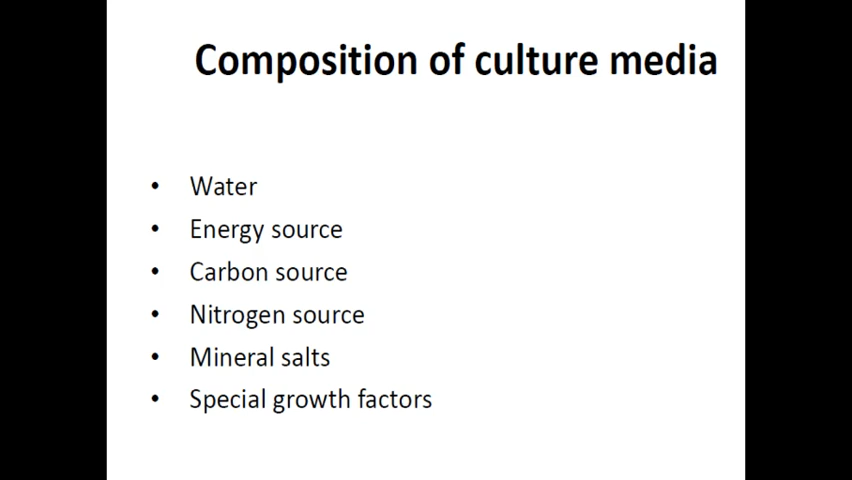 Composition of culture media
• Water
• Energy source
• Carbon source
• Nitrogen source
• Mineral salts
• Special growth factors